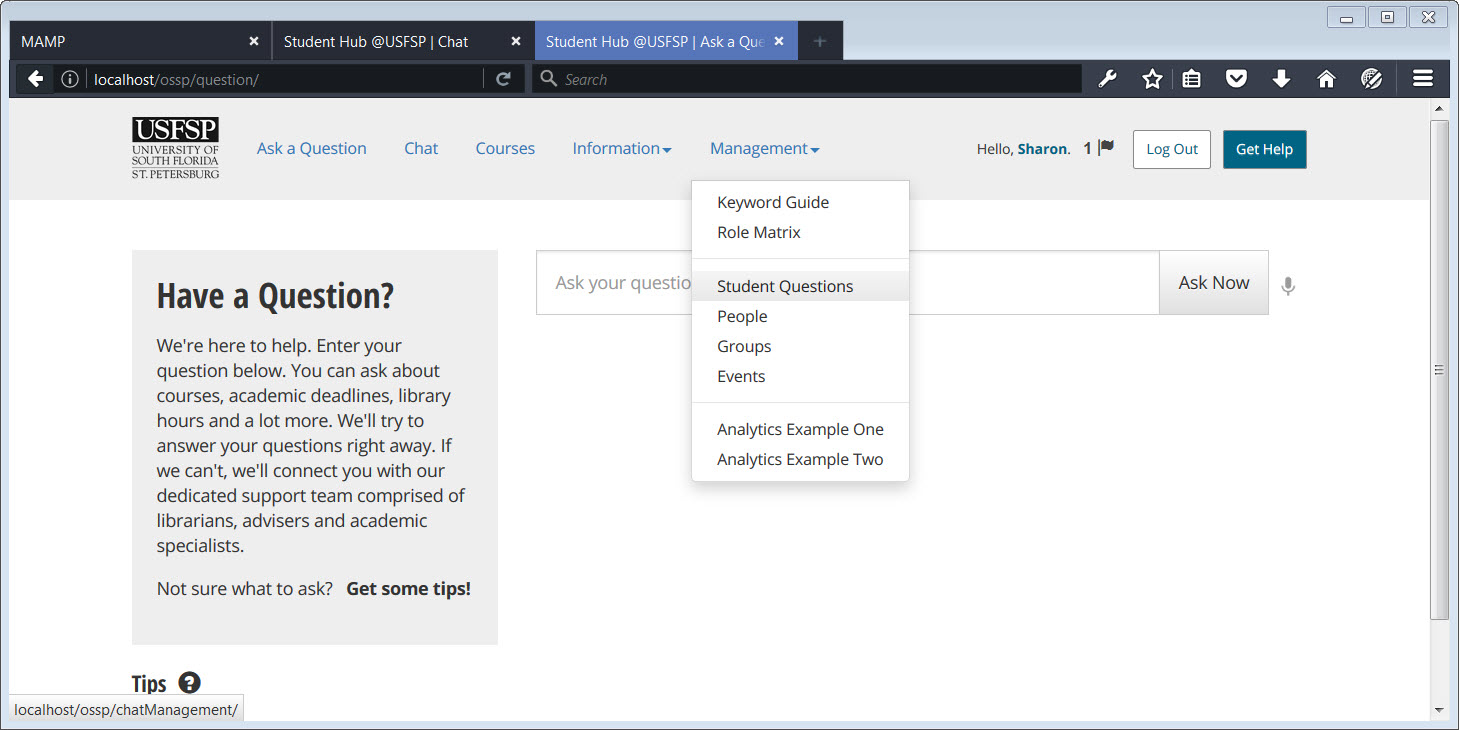 MAMP
Student Hub @USFSP | Chat
Student Hub @USFSP | Ask a Que
localhost/ossp/question/
Search
USFSP
UNIVERSITY OF
SOUTH FLORIDA
ST. PETERSBURG
Ask a Question
Chat
Courses
Information
Management
Hello, Sharon.
1
Log Out
Get Help
Keyword Guide
Role Matrix
Student Questions
People
Groups
Events
Analytics Example One
Analytics Example Two
Have a Question?
We're here to help. Enter your
question below. You can ask about
courses, academic deadlines, library
hours and a lot more. We'll try to
answer your questions right away. If
we can't, we'll connect you with our
dedicated support team comprised of
librarians, advisers and academic
specialists.
Not sure what to ask? Get some tips!
Ask your questio
Ask Now
Tips ?
localhost/ossp/chatManagement/